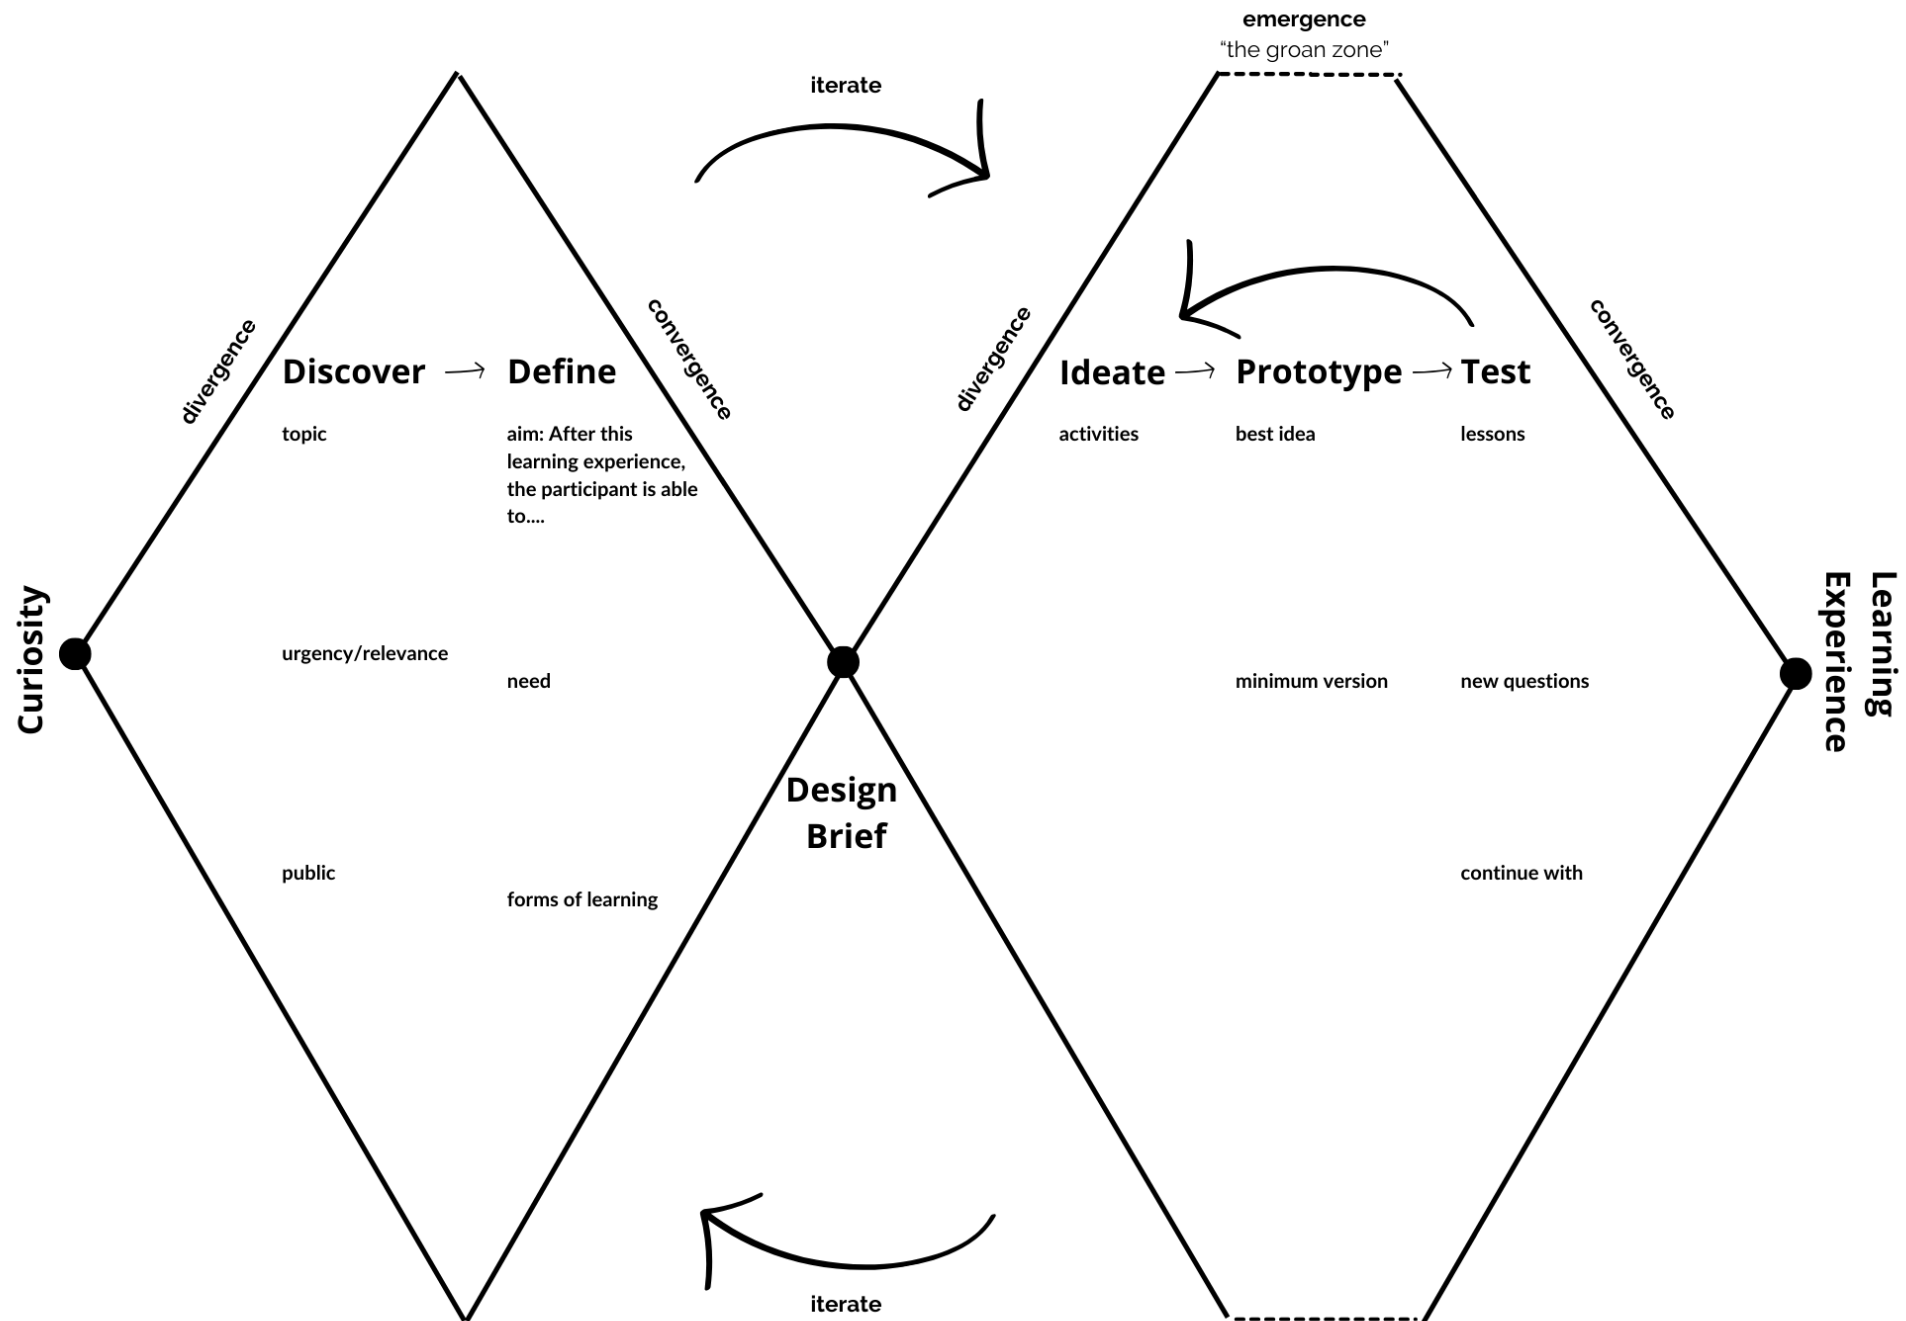 emergence
“the groan zone”
iterate
divergence
convergence
divergence
convergence
Discover
Define
Ideate
Prototype
Test
topic
aim: After this
learning experience,
the participant is able
to....
activities
best idea
lessons
Curiosity
urgency/relevance
need
minimum version
new questions
Learning
Experience
Design
Brief
public
forms of learning
continue with
iterate